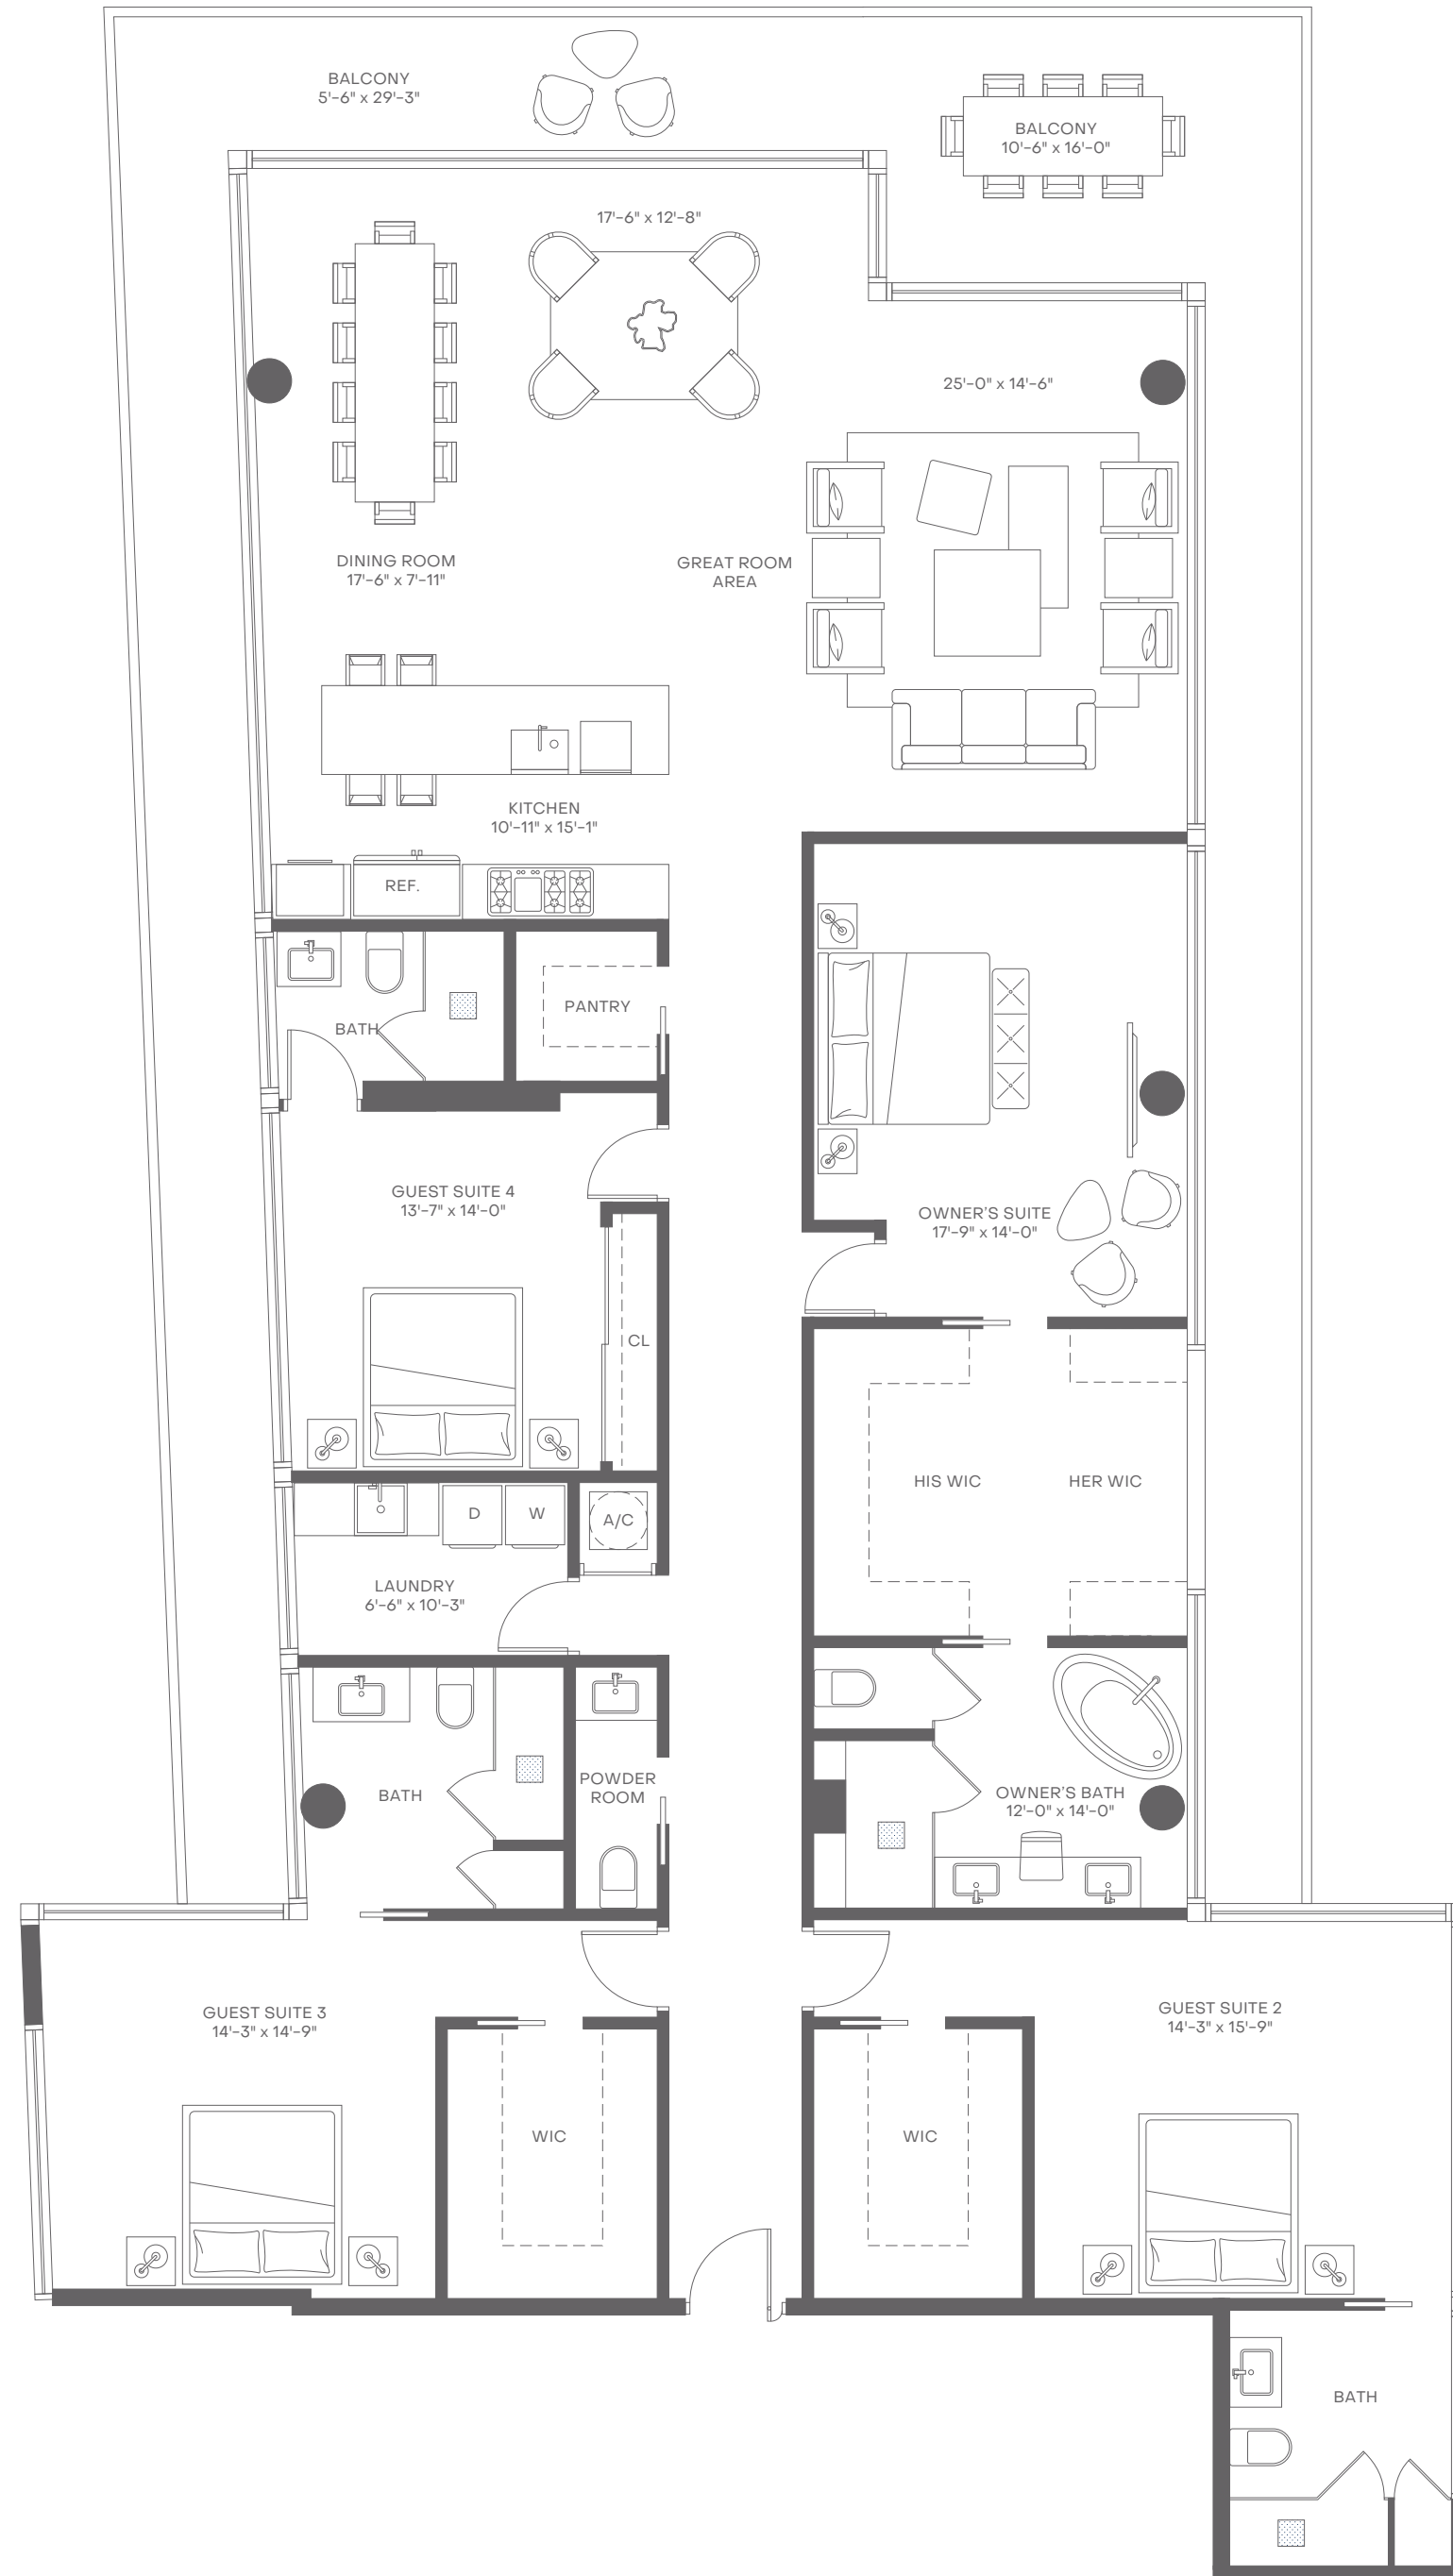 BALCONY
5'-6" x 29'-3"
BALCONY
10'-6" x 16'-0"
17'-6" x 12'-8"
25'-0" x 14'-6"
DINING ROOM
17'-6" x 7'-11"
GREAT ROOM
AREA
KITCHEN
10'-11" x 15'-1"
REF.
PANTRY
BATH
GUEST SUITE 4
13'-7" x 14'-0"
OWNER'S SUITE
17'-9" x 14'-0"
CL
HIS WIC
HER WIC
D
W
A/C
LAUNDRY
6'-6" x 10'-3"
BATH
POWDER
ROOM
OWNER'S BATH
12'-0" x 14'-0"
GUEST SUITE 3
14'-3" x 14'-9"
GUEST SUITE 2
14'-3" x 15'-9"
WIC
WIC
BATH